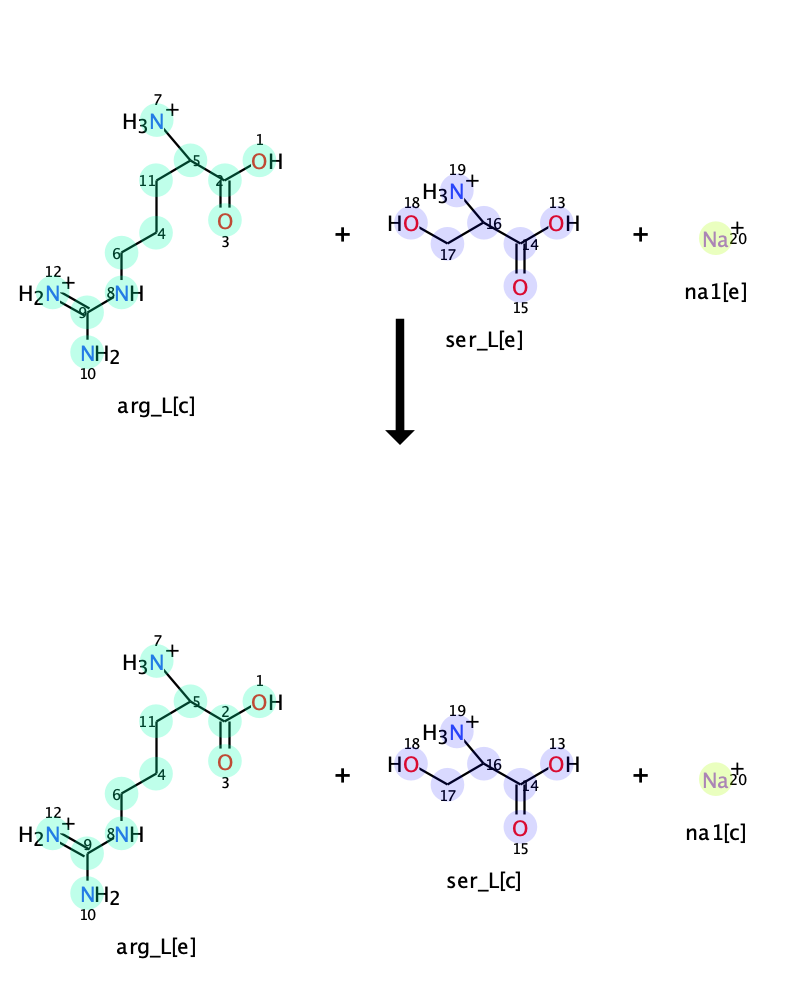 7
H3N+
1
5
OH
11
2
O
3
4
6
12
H2N+
8
NH
9
NH2
10
arg_L[c]
+
19
H3N+
18
HO
16
13
OH
17
14
O
15
ser_L[e]
+
Na+
20
na1[e]
7
H3N+
1
5
2
OH
11
O
3
4
6
12
H2N+
8
NH
9
NH2
10
arg_L[e]
+
19
H3N+
18
HO
16
13
OH
17
14
O
15
ser_L[c]
+
Na+
20
na1[c]